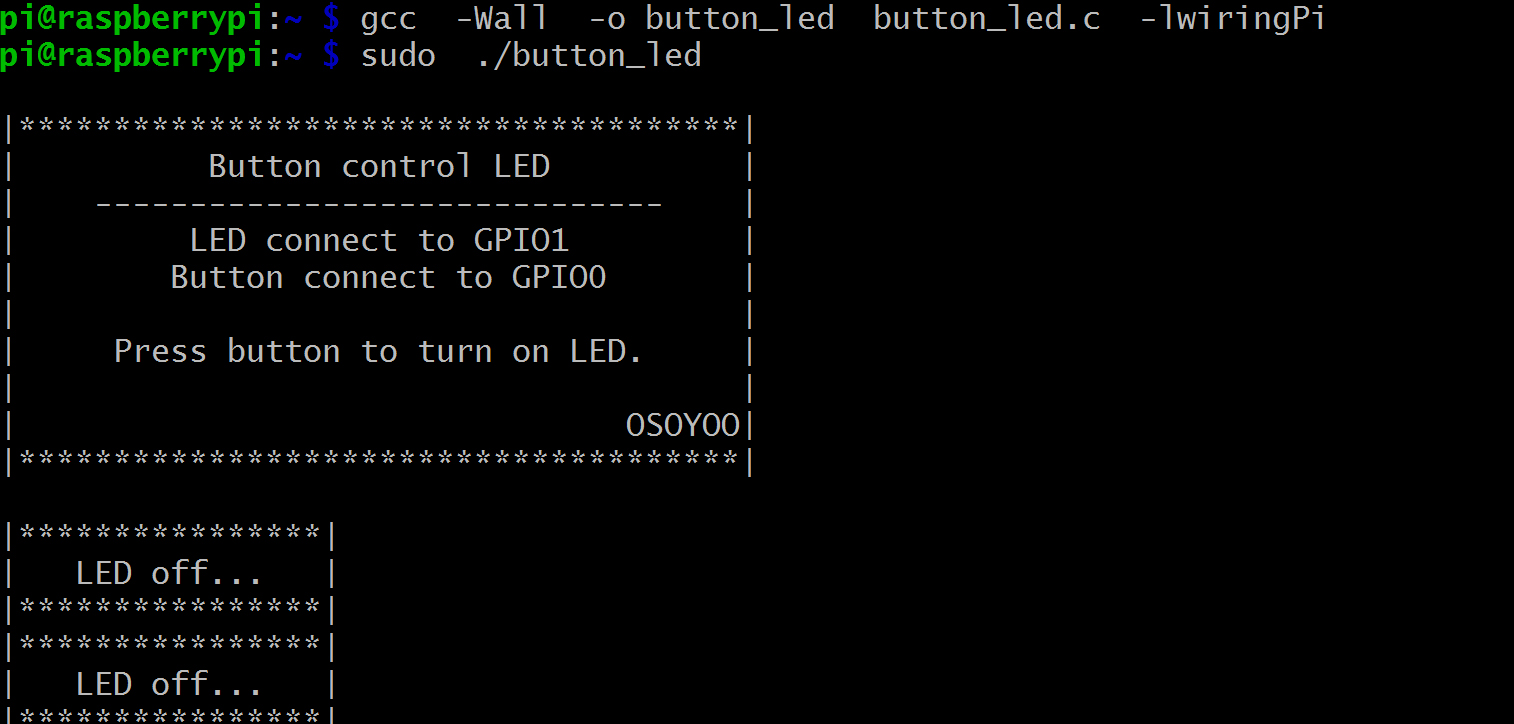 pi@raspberrypi:~ $ gcc  -Wall  -o button_led  button_led.c  -lwiringPi
pi@raspberrypi:~ $ sudo  ./button_led
|**************************************|
|          Button control LED          |
|    ------------------------------    |
|         LED connect to GPIO1         |
|        Button connect to GPIO0       |
|                                      |
|     Press button to turn on LED.     |
|                                      |
|                                OSOYOO|
|**************************************|
|****************|
|   LED off...   |
|****************|
|****************|
|   LED off...   |
|****************|